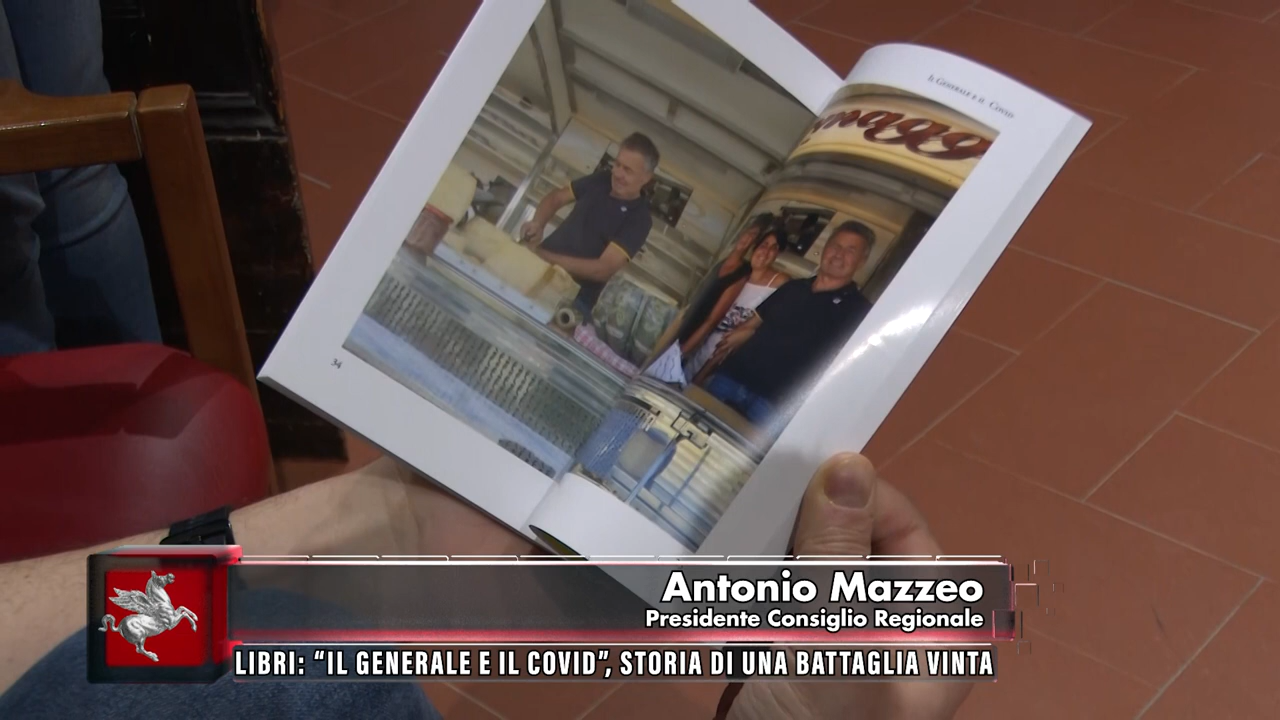 Il Generale e il Covid
34
Antonio Mazzeo
Presidente Consiglio Regionale
LIBRI: “IL GENERALE E IL COVID”, STORIA DI UNA BATTAGLIA VINTA